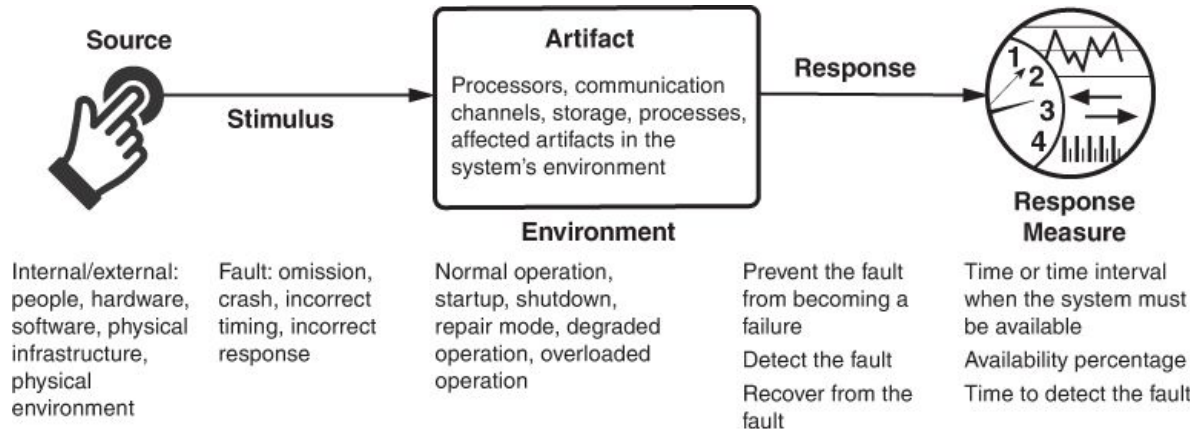 Source
Stimulus
Artifact
Processors, communication
channels, storage, processes,
affected artifacts in the
system's environment
Environment
Response
1
2
3
4
Response
Measure
Internal/external:
people, hardware,
software, physical
infrastructure,
physical
environment
Fault: omission,
crash, incorrect
timing, incorrect
response
Normal operation,
startup, shutdown,
repair mode, degraded
operation, overloaded
operation
Prevent the fault
from becoming a
failure
Detect the fault
Recover from the
fault
Time or time interval
when the system must
be available
Availability percentage
Time to detect the fault